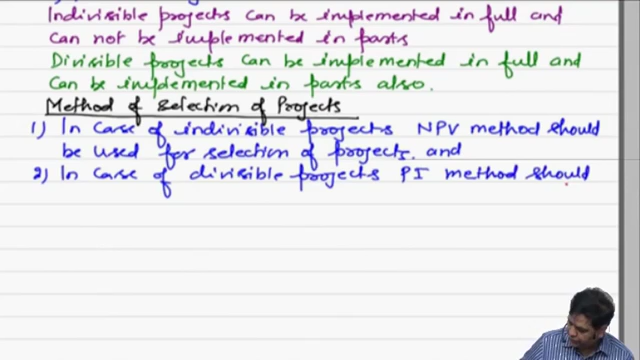 Indivisible projects can be implemented in full and
can not be implemented in parts
Divisible projects can be implemented in full and
Can be implemented in parts also.
Method of Selection of Projects
1) In case of indivisible projects NPV method should
be used for selection of project. and
2) In case of divisible projects PI method should